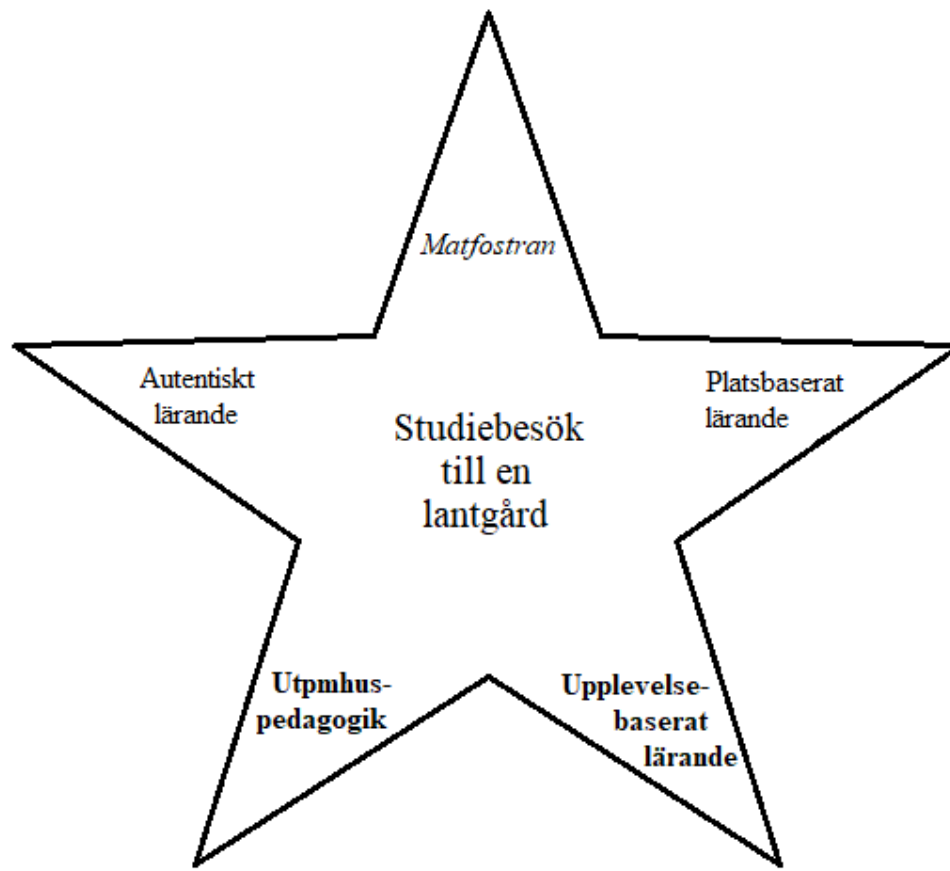 Matfostran
Autentiskt
lärande
Platsbaserat
lärande
Studiebesök
till en
lantgård
Utpmhus-
pedagogik
Upplevelse-
baserat
lärande